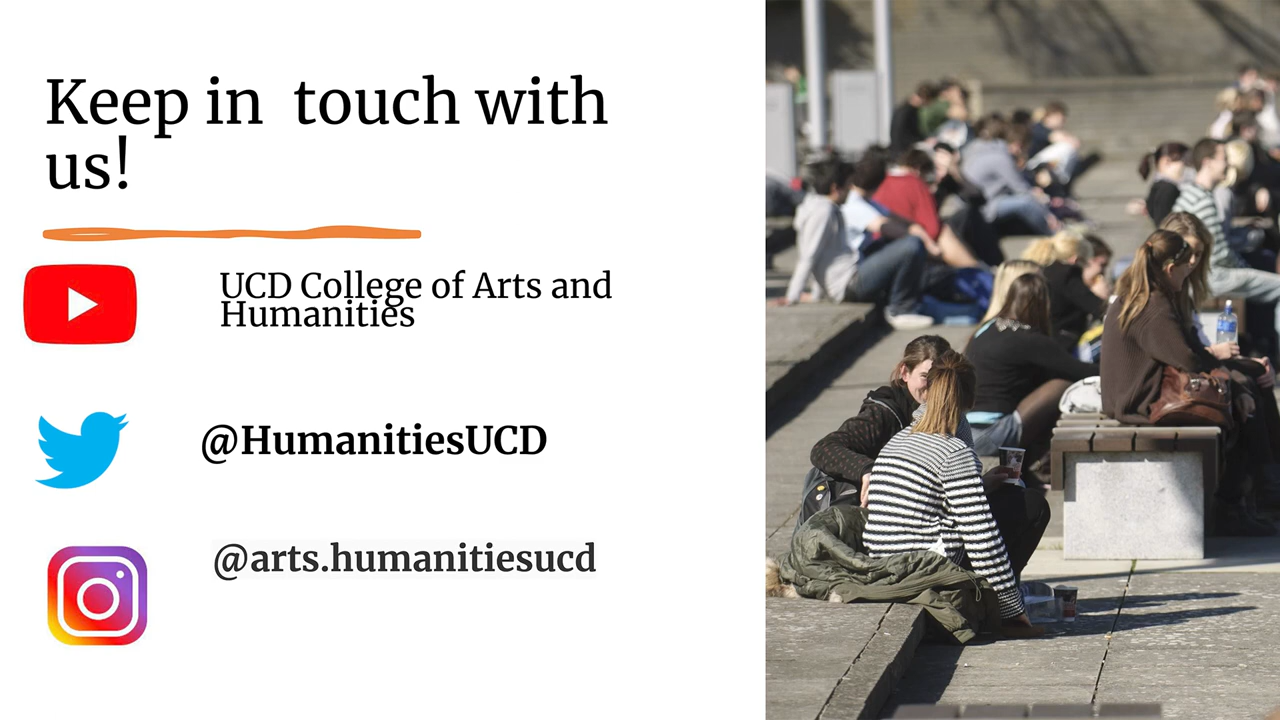 Keep in  touch with
us!
UCD College of Arts and
Humanities
@HumanitiesUCD
@arts.humanitiesucd